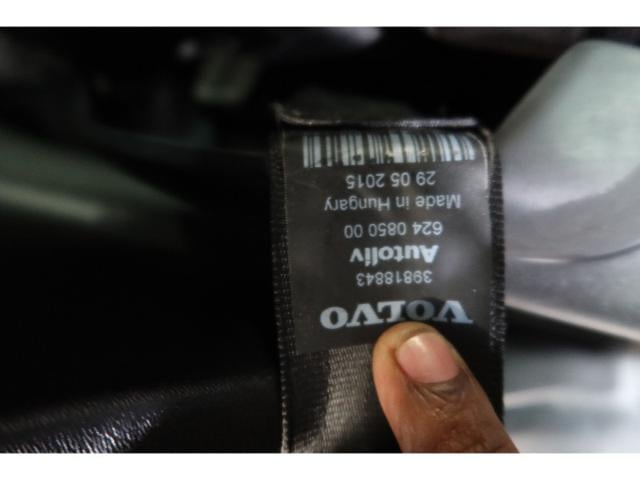 VOLVO
39818843
Autoliv
624 0850 00
Made in Hungary
29 05 2015